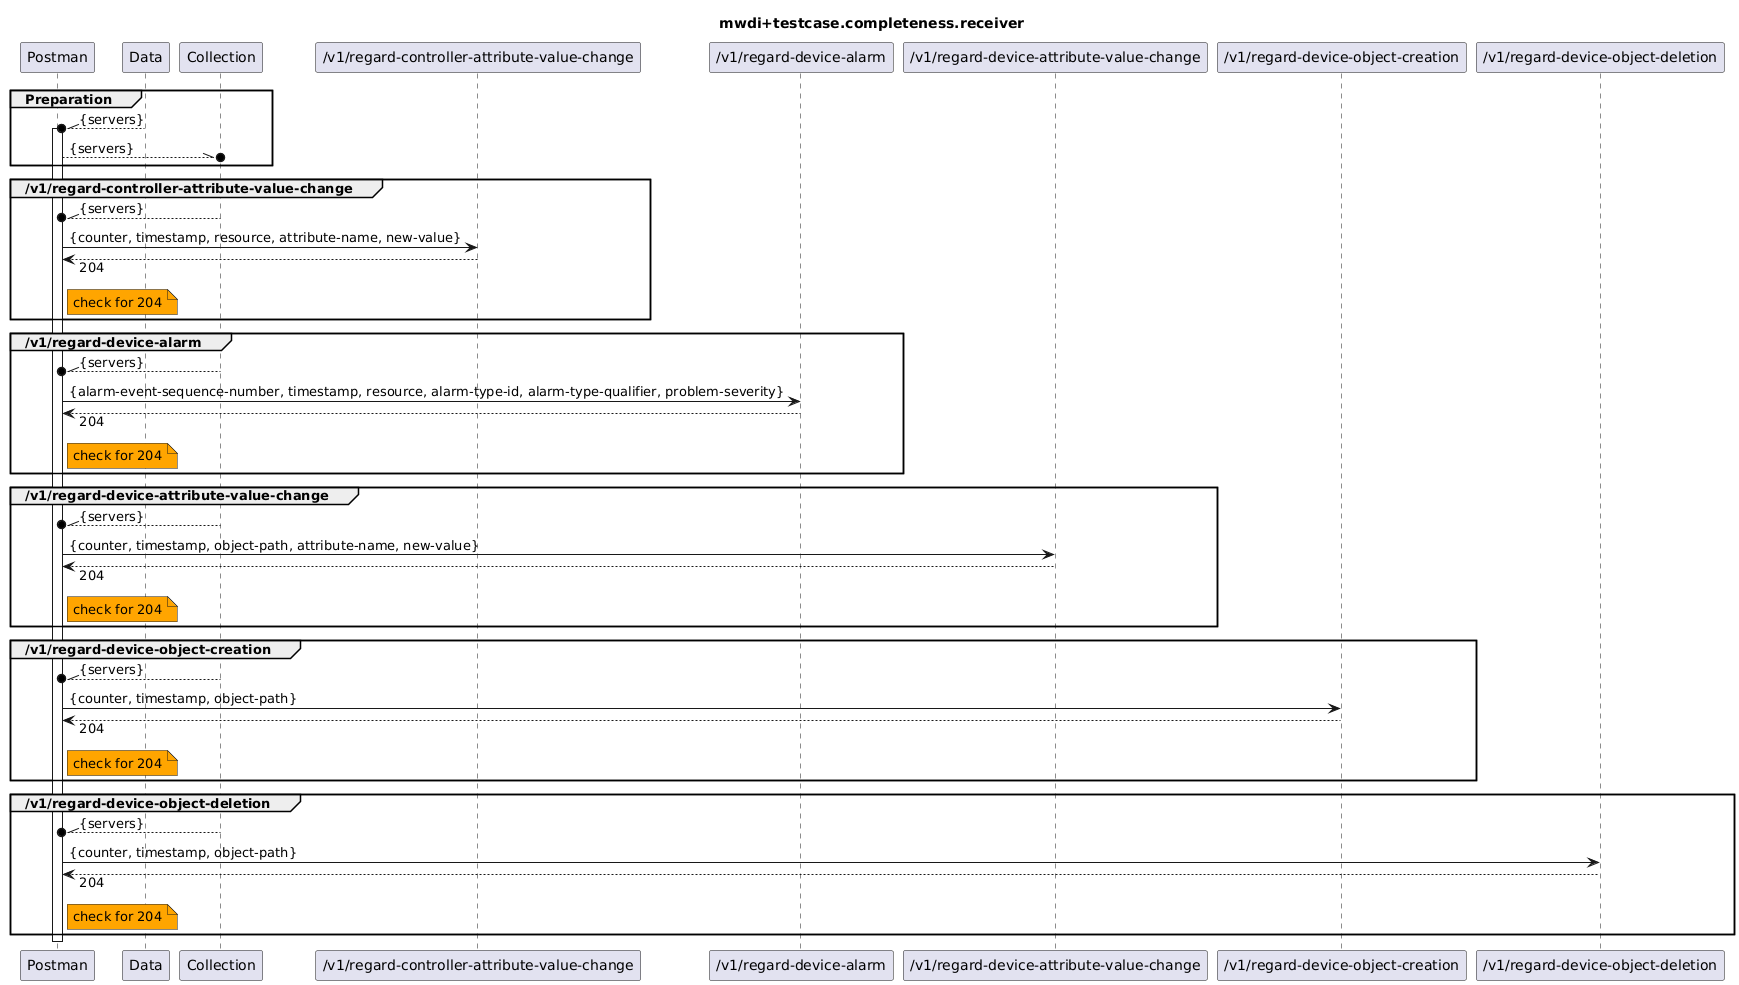 mwdi+testcase.completeness.receiver
Postman Data Collection /v1/regard-controller-attribute-value-change /v1/regard-device-alarm /v1/regard-device-attribute-value-change /v1/regard-device-object-creation /v1/regard-device-object-deletion
Preparation
{servers}
{servers}
/v1/regard-controller-attribute-value-change
{servers}
{counter, timestamp, resource, attribute-name, new-value}
204
check for 204
/v1/regard-device-alarm
{servers}
{alarm-event-sequence-number, timestamp, resource, alarm-type-id, alarm-type-qualifier, problem-severity}
204
check for 204
/v1/regard-device-attribute-value-change
{servers}
{counter, timestamp, object-path, attribute-name, new-value}
204
check for 204
/v1/regard-device-object-creation
{servers}
{counter, timestamp, object-path}
204
check for 204
/v1/regard-device-object-deletion
{servers}
{counter, timestamp, object-path}
204
check for 204
Postman Data Collection /v1/regard-controller-attribute-value-change /v1/regard-device-alarm /v1/regard-device-attribute-value-change /v1/regard-device-object-creation /v1/regard-device-object-deletion